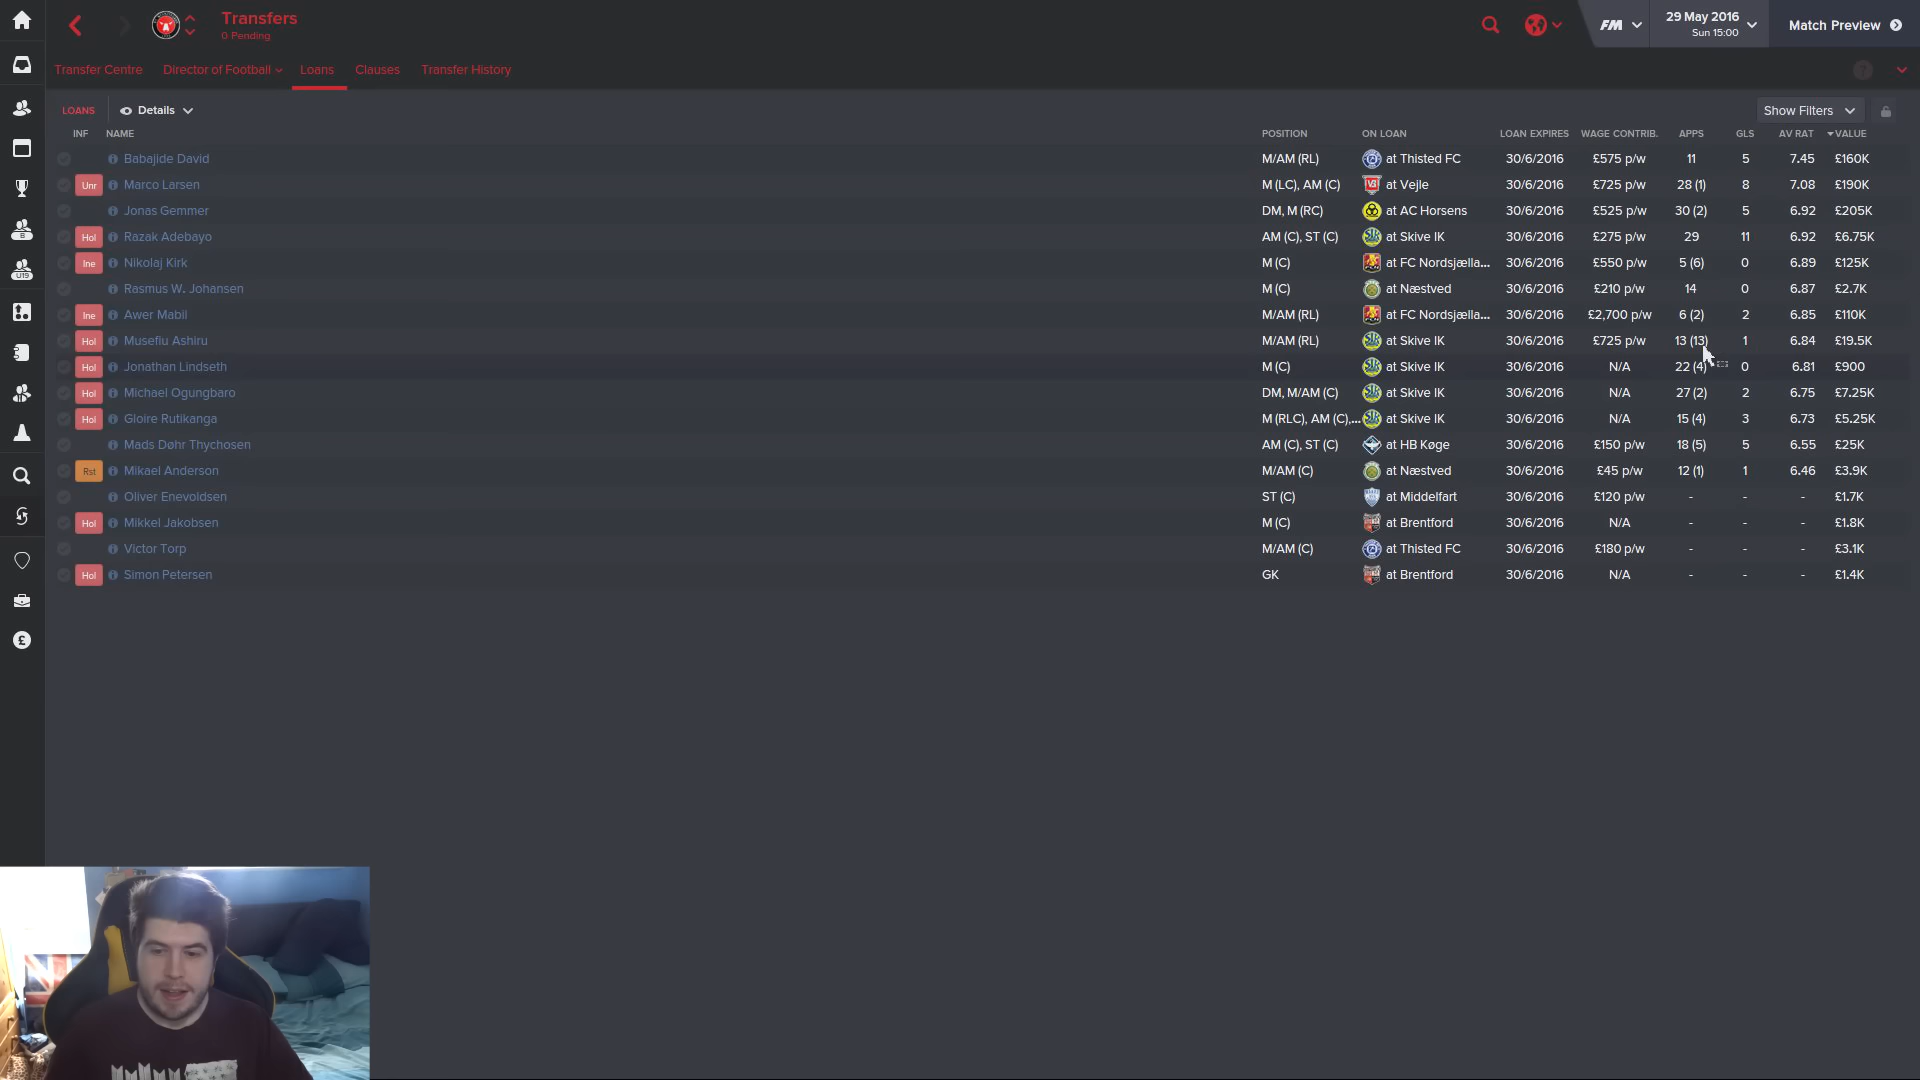 Transfers
0 Pending
FM
29 May 2016
Sun 15:00
Match Preview
Transfer Centre Director of Football Loans Clauses Transfer History
LOANS Details Show Filters
INF NAME POSITION ON LOAN LOAN EXPIRES WAGE CONTRIB. APPS GLS AV RAT VALUE
Babajide David M/AM (RL) at Thisted FC 30/6/2016 £575 p/w 11 5 7.45 £160K
Unr Marco Larsen M (LC), AM (C) at Vejle 30/6/2016 £725 p/w 28 (1) 8 7.08 £190K
Jonas Gemmer DM, M (RC) at AC Horsens 30/6/2016 £525 p/w 30 (2) 5 6.92 £205K
Hol Razak Adebayo AM (C), ST (C) at Skive IK 30/6/2016 £275 p/w 29 11 6.92 £6.75K
Ine Nikolaj Kirk M (C) at FC Nordsjælla... 30/6/2016 £550 p/w 5 (6) 0 6.89 £125K
Rasmus W. Johansen M (C) at Næstved 30/6/2016 £210 p/w 14 0 6.87 £2.7K
Ine Awer Mabil M/AM (RL) at FC Nordsjælla... 30/6/2016 £2,700 p/w 6 (2) 2 6.85 £110K
Hol Musefiu Ashiru M/AM (RL) at Skive IK 30/6/2016 £725 p/w 13 (13) 1 6.84 £19.5K
Hol Jonathan Lindseth M (C) at Skive IK 30/6/2016 N/A 22 (4) 0 6.81 £900
Hol Michael Ogungbaro DM, M/AM (C) at Skive IK 30/6/2016 N/A 27 (2) 2 6.75 £7.25K
Hol Gloire Rutikanga M (RLC), AM (C),... at Skive IK 30/6/2016 N/A 15 (4) 3 6.73 £5.25K
Mads Døhr Thychosen AM (C), ST (C) at HB Køge 30/6/2016 £150 p/w 18 (5) 5 6.55 £25K
Rst Mikael Anderson M/AM (C) at Næstved 30/6/2016 £45 p/w 12 (1) 1 6.46 £3.9K
Oliver Enevoldsen ST (C) at Middelfart 30/6/2016 £120 p/w - - - £1.7K
Hol Mikkel Jakobsen M (C) at Brentford 30/6/2016 N/A - - - £1.8K
Victor Torp M/AM (C) at Thisted FC 30/6/2016 £180 p/w - - - £3.1K
Hol Simon Petersen GK at Brentford 30/6/2016 N/A - - - £1.4K
B
U19